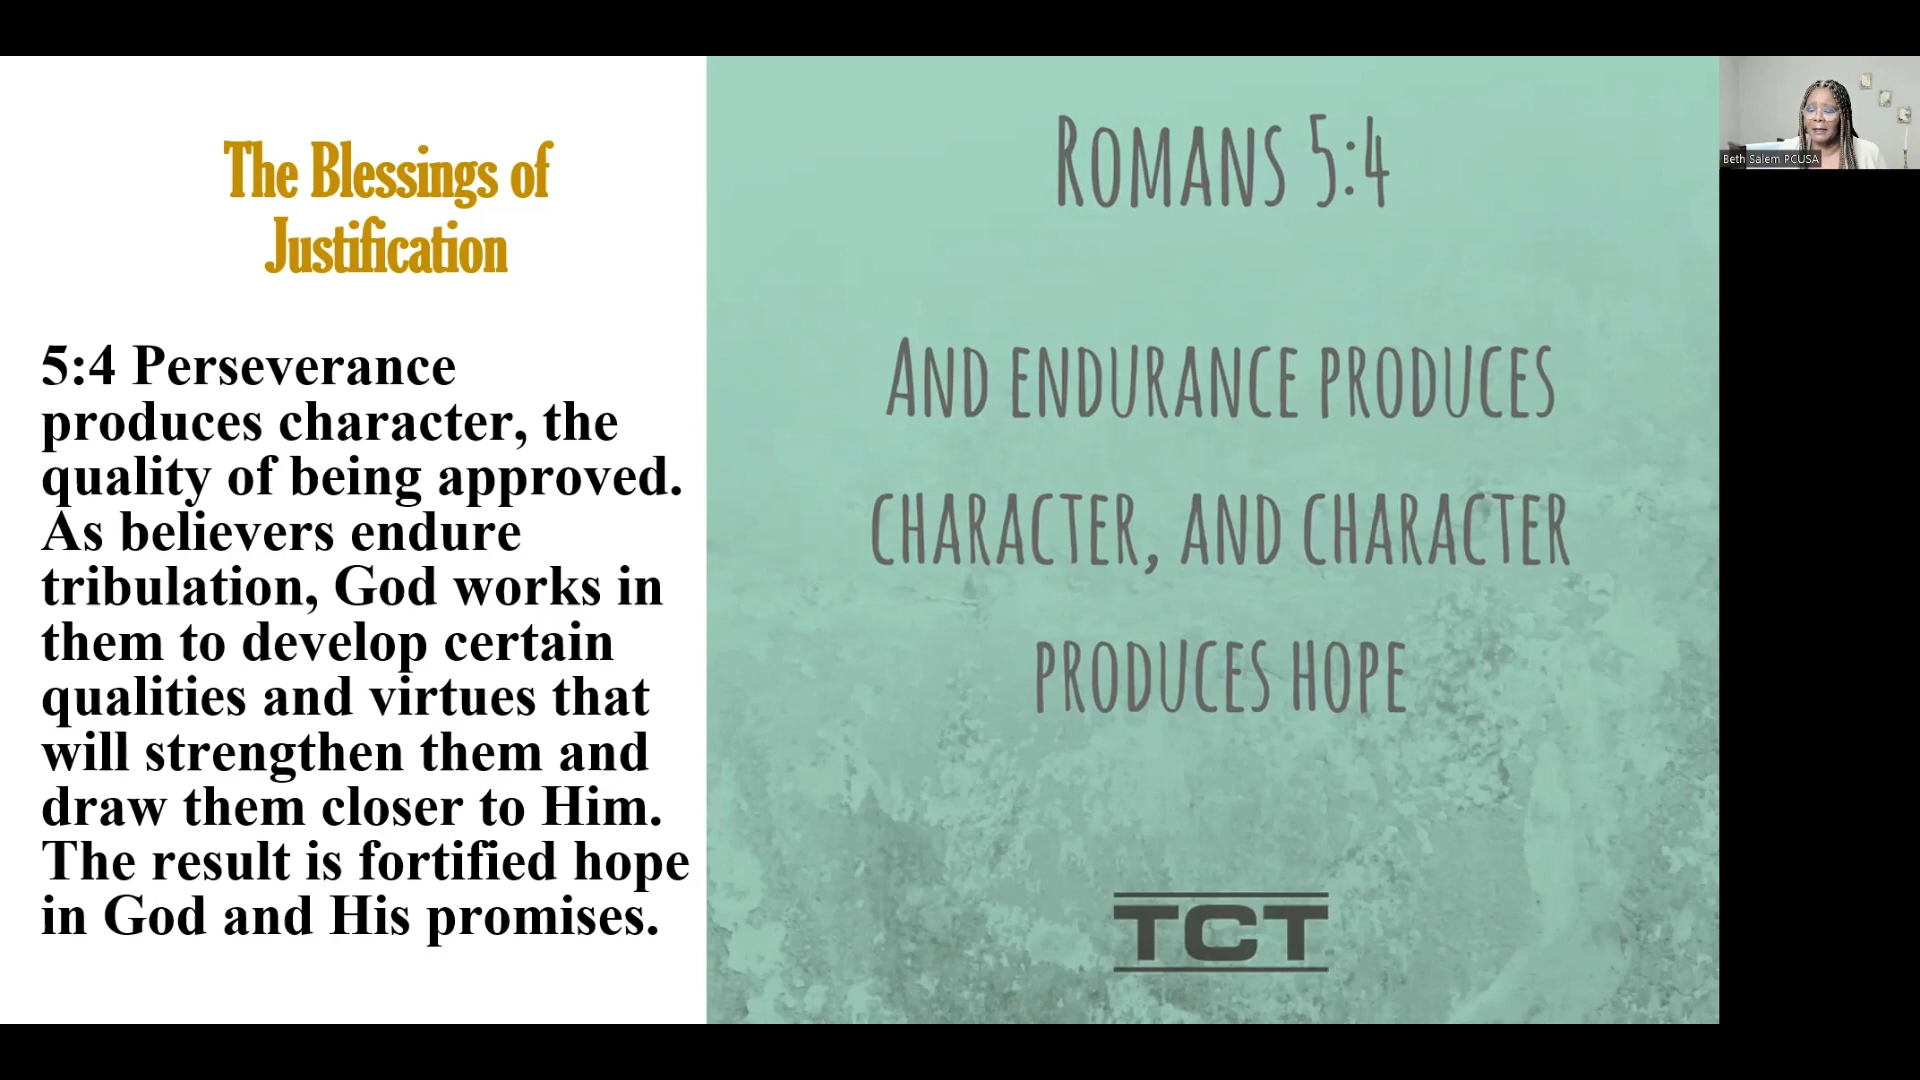 The Blessings of
Justification
5:4 Perseverance
produces character, the
quality of being approved.
As believers endure
tribulation, God works in
them to develop certain
qualities and virtues that
will strengthen them and
draw them closer to Him.
The result is fortified hope
in God and His promises.
ROMANS 5:4
AND ENDURANCE PRODUCES
CHARACTER, AND CHARACTER
PRODUCES HOPE
TCT
Beth Salem PCUSA